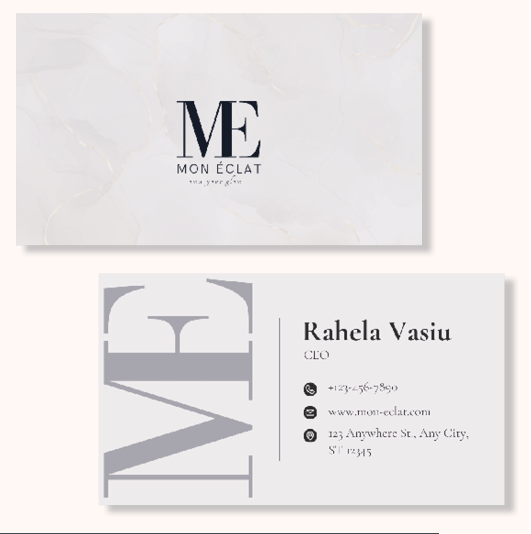 ME
MON ÉCLAT
ME
Rahela Vasiu
CEO
+123-456-7890
www.mon-eclat.com
123 Anywhere St., Any City,
ST 12345